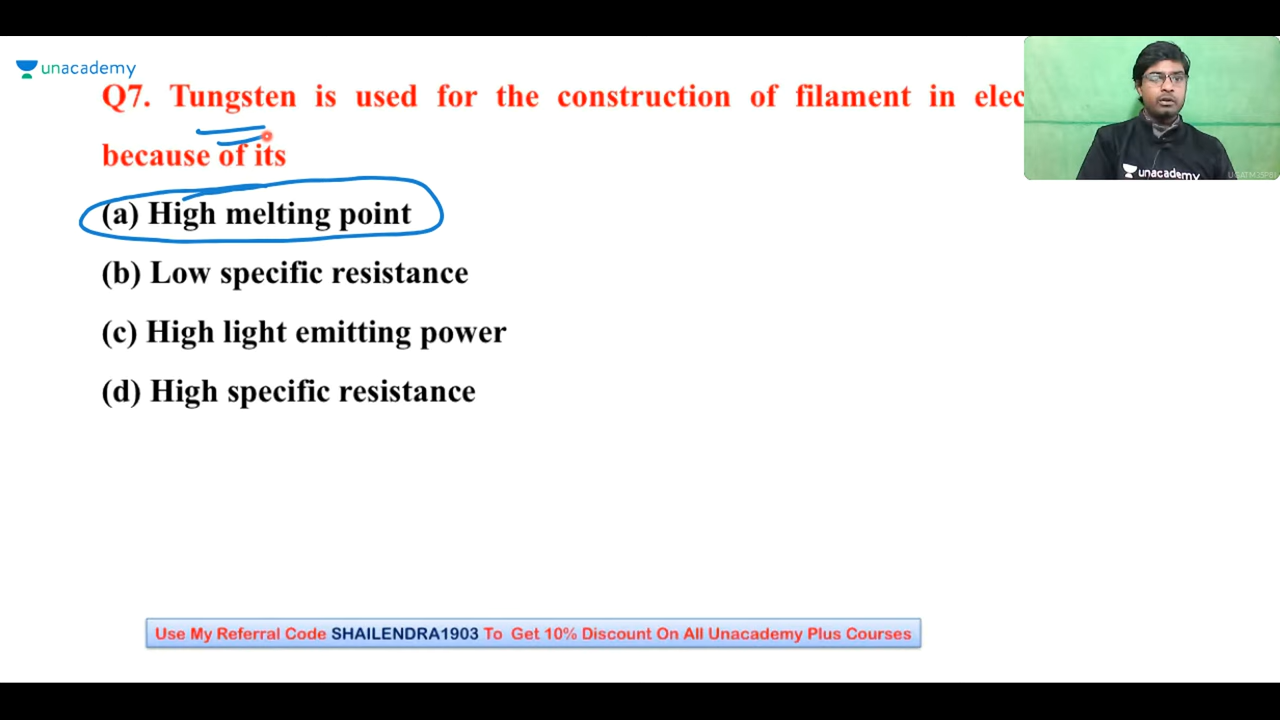 unacademy
Q7. Tungsten is used for the construction of filament in elec
because of its
(a) High melting point
(b) Low specific resistance
(c) High light emitting power
(d) High specific resistance
unacademy
Use My Referral Code SHAILENDRA1903 To Get 10% Discount On All Unacademy Plus Courses